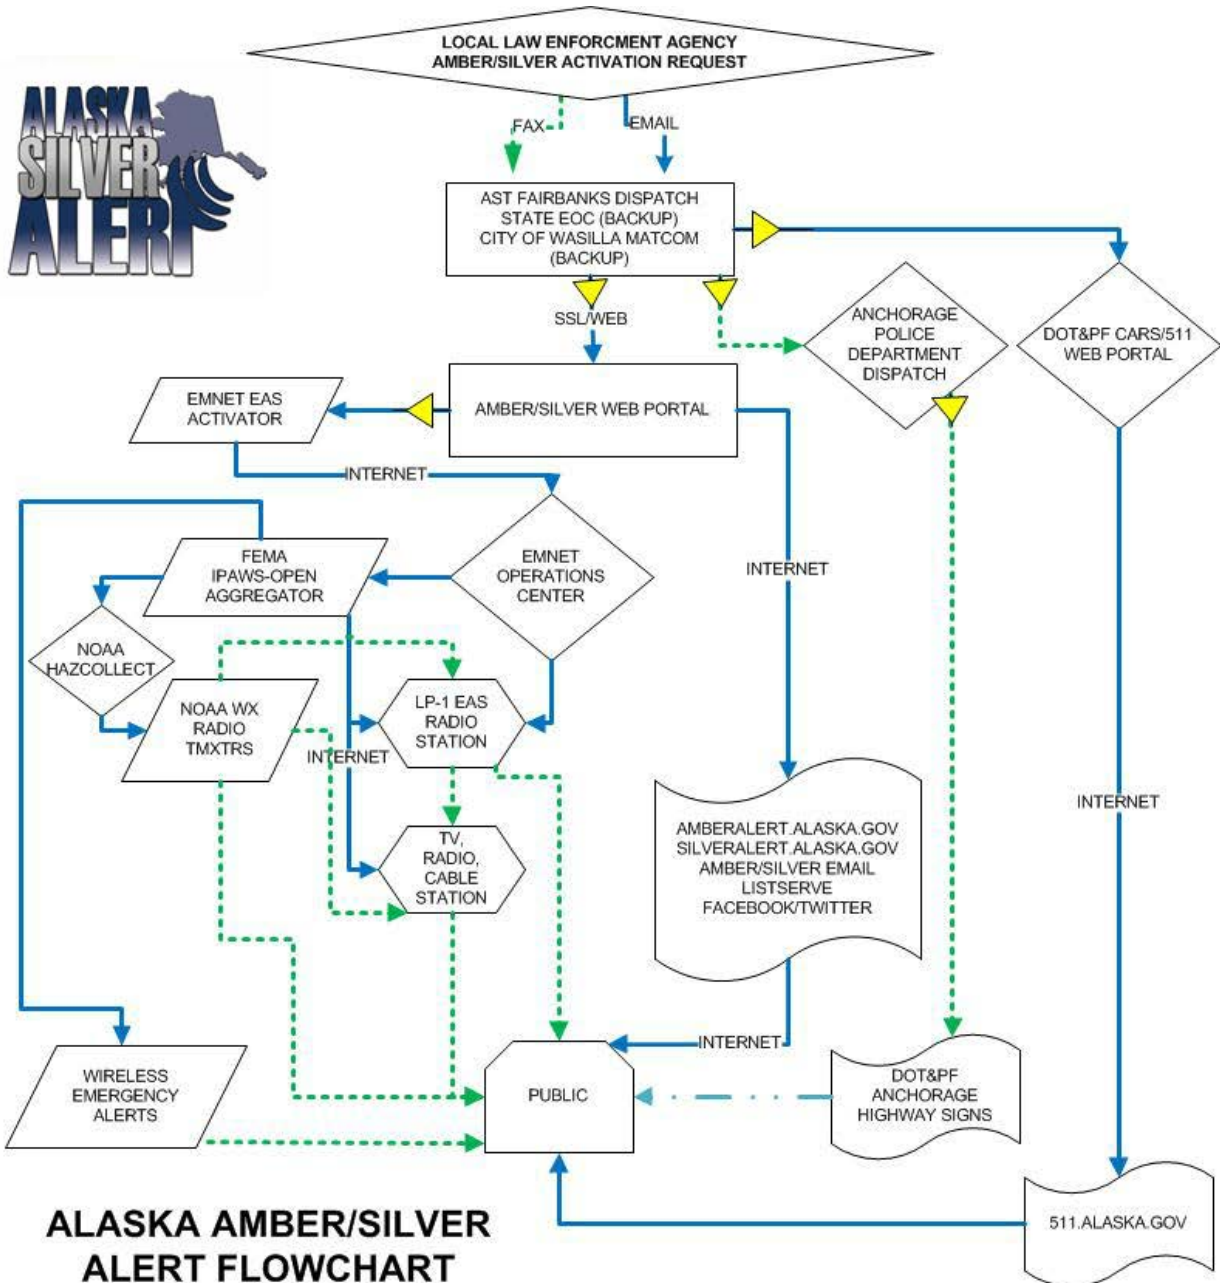 LOCAL LAW ENFORCMENT AGENCY
AMBER/SILVER ACTIVATION REQUEST
ALASKA
SILVER
ALERT
FAX
EMAIL
AST FAIRBANKS DISPATCH
STATE EOC (BACKUP)
CITY OF WASILLA MATCOM
(BACKUP)
SSL/WEB
ANCHORAGE
POLICE
DEPARTMENT
DISPATCH
DOT&PF CARS/511
WEB PORTAL
EMNET EAS
ACTIVATOR
AMBER/SILVER WEB PORTAL
INTERNET
FEMA
IPAWS-OPEN
AGGREGATOR
EMNET
OPERATIONS
CENTER
INTERNET
NOAA
HAZCOLLECT
NOAA WX
RADIO
TMXTRS
LP-1 EAS
RADIO
STATION
INTERNET
TV,
RADIO,
CABLE
STATION
AMBERALERT.ALASKA.GOV
SILVERALERT.ALASKA.GOV
AMBER/SILVER EMAIL
LISTSERVE
FACEBOOK/TWITTER
INTERNET
INTERNET
WIRELESS
EMERGENCY
ALERTS
PUBLIC
DOT&PF
ANCHORAGE
HIGHWAY SIGNS
511.ALASKA.GOV
ALASKA AMBER/SILVER
ALERT FLOWCHART